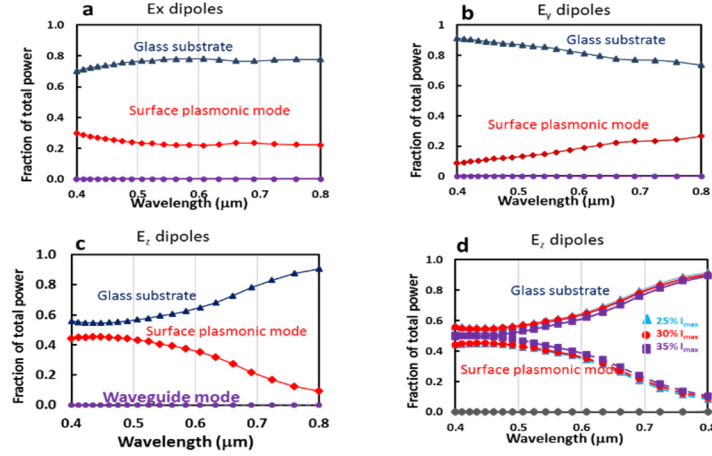 Ex dipoles
a
Glass substrate
Surface plasmonic mode
Fraction of total power
1.0
0.8
0.6
0.4
0.2
0.0
0.4 0.5 0.6 0.7 0.8
Wavelength (μm)
Ey dipoles
b
Glass substrate
Surface plasmonic mode
Fraction of total power
1
0.8
0.6
0.4
0.2
0
0.4 0.5 0.6 0.7 0.8
Wavelength (μm)
Ez dipoles
c
Glass substrate
Surface plasmonic mode
Waveguide mode
Fraction of total power
1.0
0.8
0.6
0.4
0.2
0.0
0.4 0.5 0.6 0.7 0.8
Wavelength (μm)
Ez dipoles
d
Glass substrate
25% Imax
30% Imax
35% Imax
Surface plasmonic mode
Fraction of total power
1.0
0.8
0.6
0.4
0.2
0.0
0.4 0.5 0.6 0.7 0.8
Wavelength (μm)